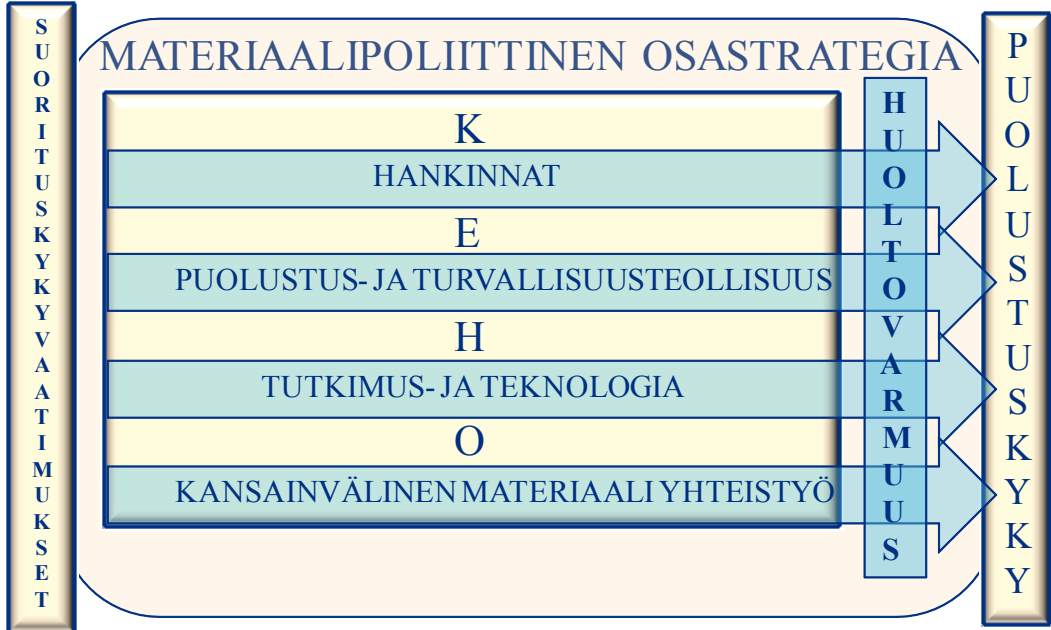 SUORITUSKYKYVAATIMUKSET
MATERIAALIPOLIITTINEN OSASTRATEGIA
K
HANKINNAT
E
PUOLUSTUS- JA TURVALLISUUSTEOLLISUUS
H
TUTKIMUS- JA TEKNOLOGIA
O
KANSAINVÄLINEN MATERIAALI YHTEISTYÖ
HUOLTOVARMUUS
PUOLUSTUSKYKY